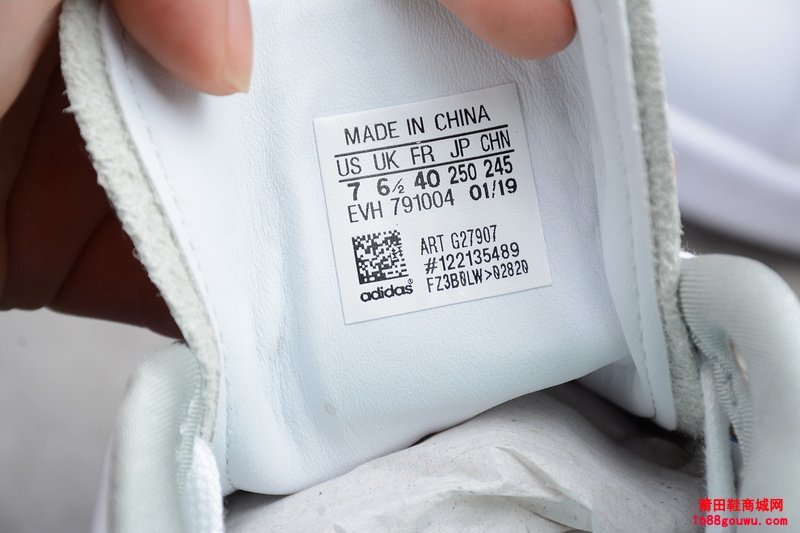 MADE IN CHINA
US UK FR JP CHN
7 6½ 40 250 245
EVH 791004 01/19
ART G27907
#122135489
FZ3B0LW>02820
adidas®
莆田鞋商城网
1688gouwu.com